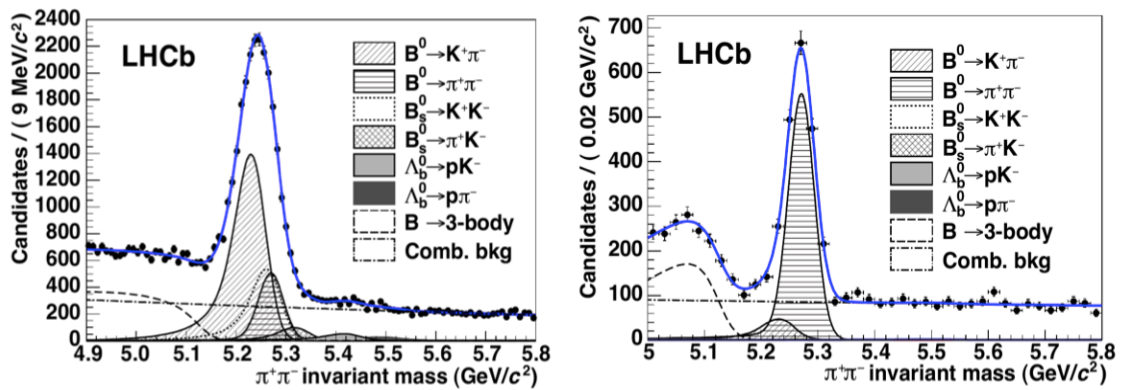 Candidates / ( 9 MeV/c²)
2400
2200
2000
1800
1600
1400
1200
1000
800
600
400
200
0
LHCb
B⁰→K⁺π⁻
B⁰→π⁺π⁻
B⁰ₛ→K⁺K⁻
B⁰ₛ→π⁺K⁻
Λ⁰_b→pK⁻
Λ⁰_b→pπ⁻
B →3-body
Comb. bkg
4.9 5 5.1 5.2 5.3 5.4 5.5 5.6 5.7 5.8
π⁺π⁻ invariant mass (GeV/c²)
Candidates / ( 0.02 GeV/c²)
700
600
500
400
300
200
100
0
LHCb
B⁰→K⁺π⁻
B⁰→π⁺π⁻
B⁰ₛ→K⁺K⁻
B⁰ₛ→π⁺K⁻
Λ⁰_b→pK⁻
Λ⁰_b→pπ⁻
B →3-body
Comb. bkg
5 5.1 5.2 5.3 5.4 5.5 5.6 5.7 5.8
π⁺π⁻ invariant mass (GeV/c²)